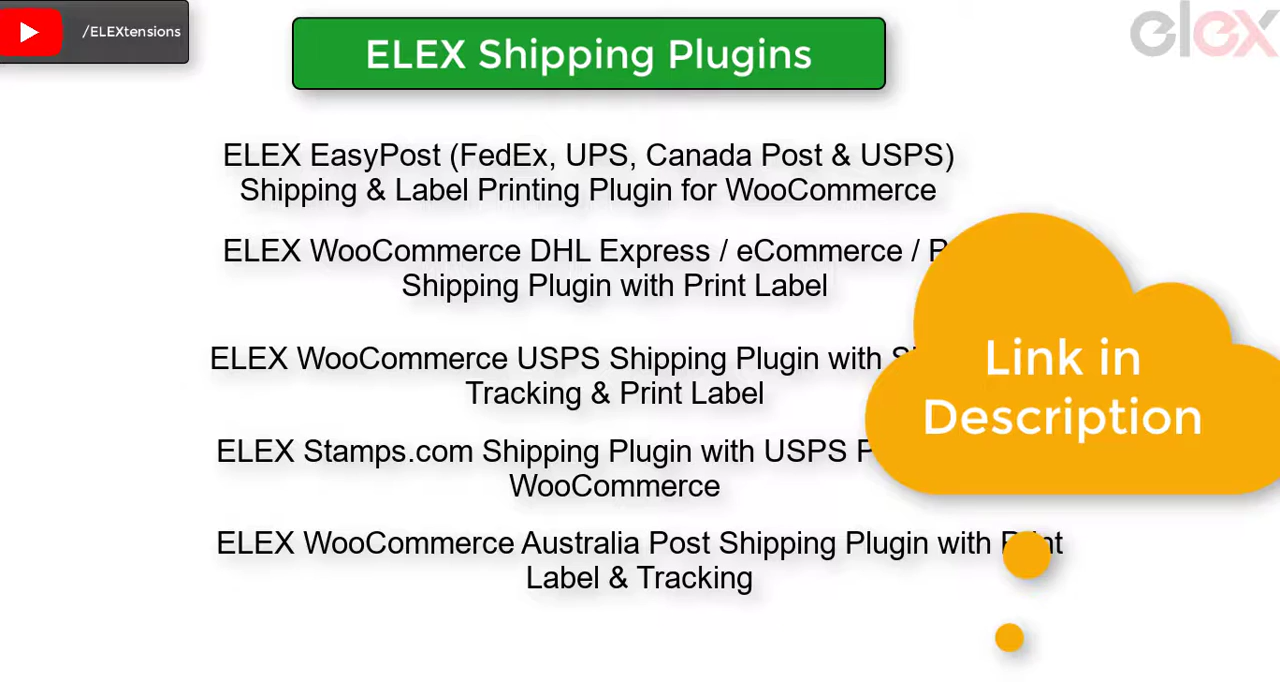 /ELEXtensions
elex
ELEX Shipping Plugins
ELEX EasyPost (FedEx, UPS, Canada Post & USPS)
Shipping & Label Printing Plugin for WooCommerce
ELEX WooCommerce DHL Express / eCommerce /
Shipping Plugin with Print Label
ELEX WooCommerce USPS Shipping Plugin with
Tracking & Print Label
Link in
Description
ELEX Stamps.com Shipping Plugin with USPS
WooCommerce
ELEX WooCommerce Australia Post Shipping Plugin with Print
Label & Tracking